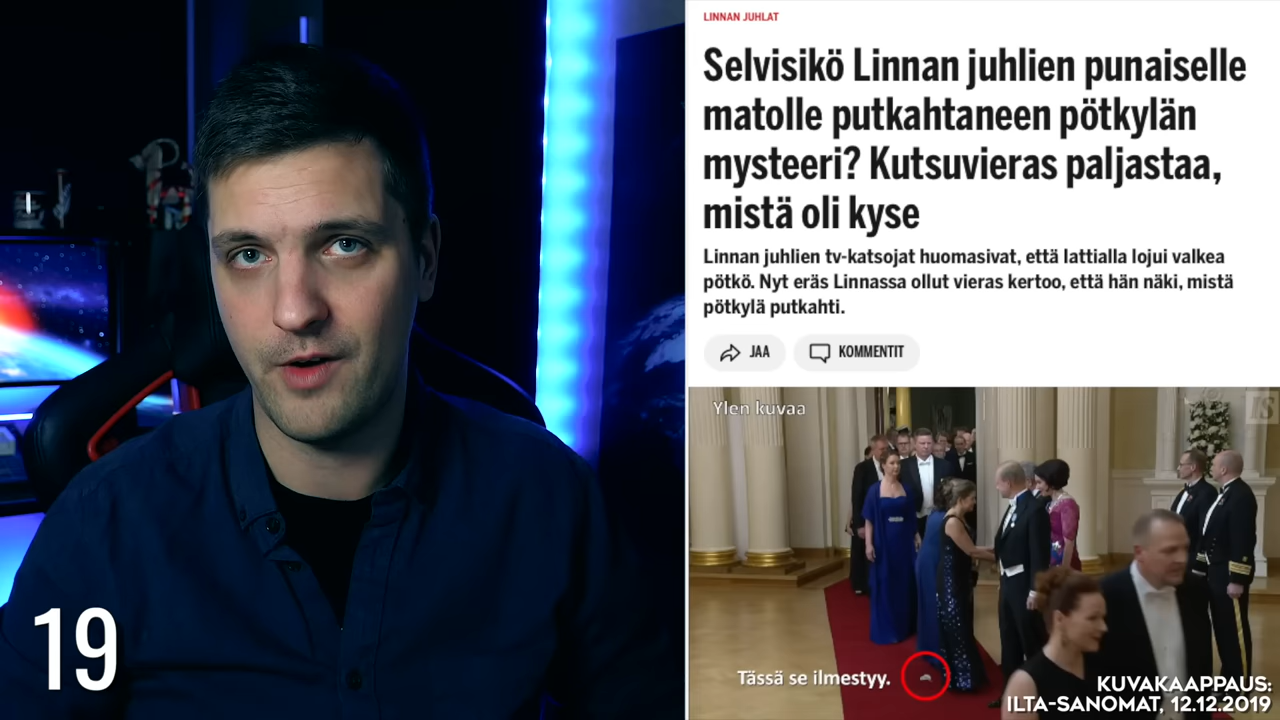 19
LINNAN JUHLAT
Selvisikö Linnan juhlien punaiselle
matolle putkahtaneen pötkylän
mysteeri? Kutsuvieras paljastaa,
mistä oli kyse
Linnan juhlien tv-katsojat huomasivat, että lattialla lojui valkea
pötkö. Nyt eräs Linnassa ollut vieras kertoo, että hän näki, mistä
pötkylä putkahti.
JAA
KOMMENTIT
Ylen kuvaa
IS
Tässä se ilmestyy.
KUVAKAAPPAUS:
ILTA-SANOMAT, 12.12.2019